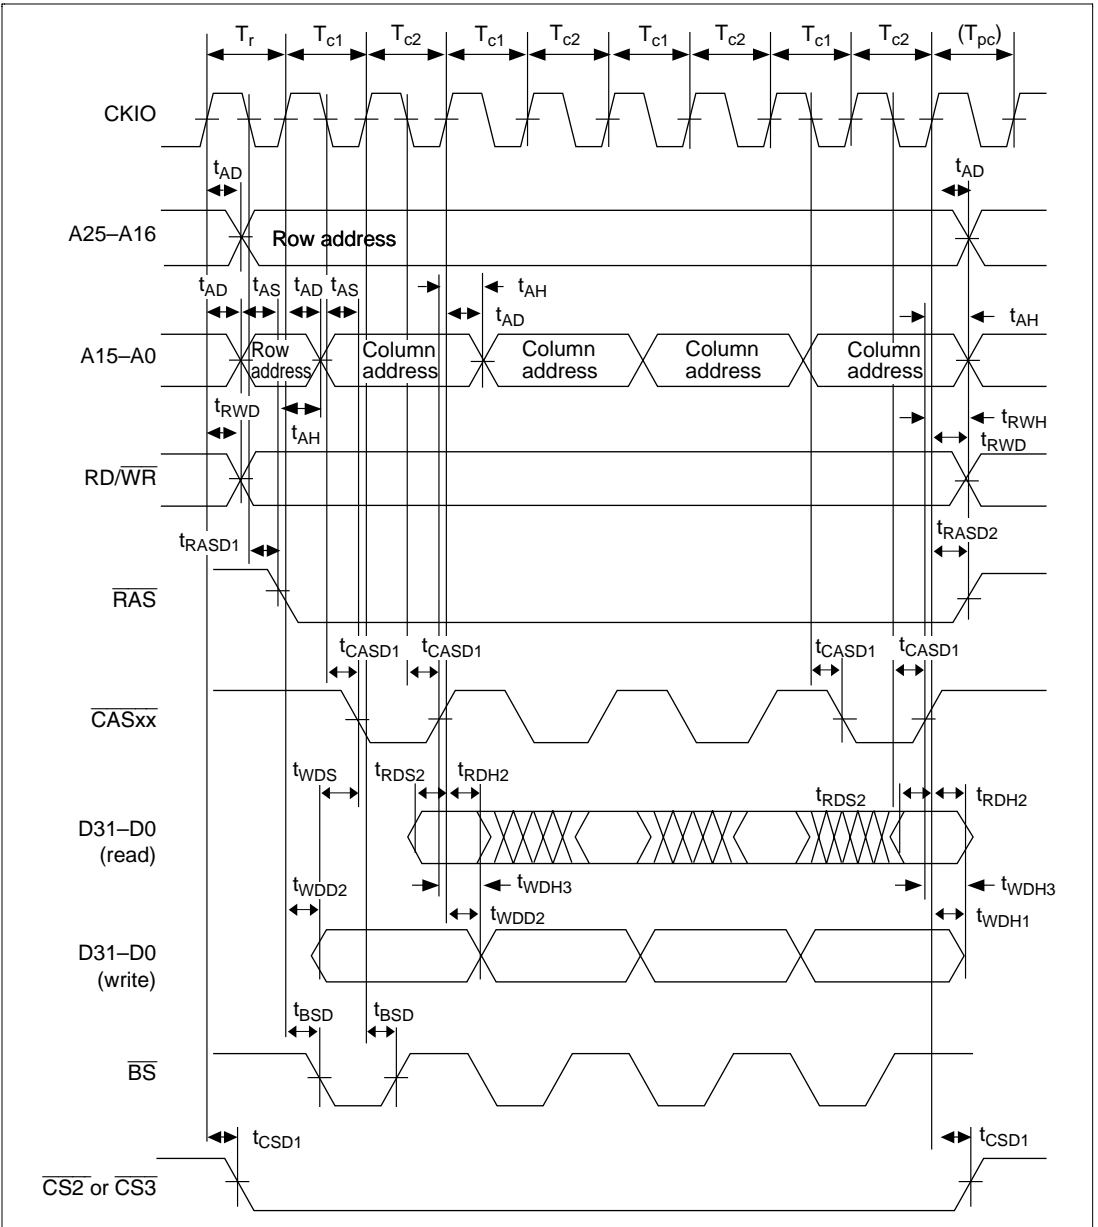 Tr Tc1 Tc2 Tc1 Tc2 Tc1 Tc2 Tc1 Tc2 (Tpc)
CKIO
tAD tAD
A25–A16 Row address
tAD tAS tAD tAS tAH
tAD tAH
A15–A0 Row address Column address Column address Column address Column address
tRWD tAH tRWH
tRWD
RD/WR
tRASD1 tRASD2
RAS
tCASD1 tCASD1 tCASD1 tCASD1
CASxx
tWDS tRDS2 tRDH2 tRDS2 tRDH2
D31–D0
(read)
tWDH3 tWDH3
tWDD2 tWDD2 tWDH1
D31–D0
(write)
tBSD tBSD
BS
tCSD1 tCSD1
CS2 or CS3